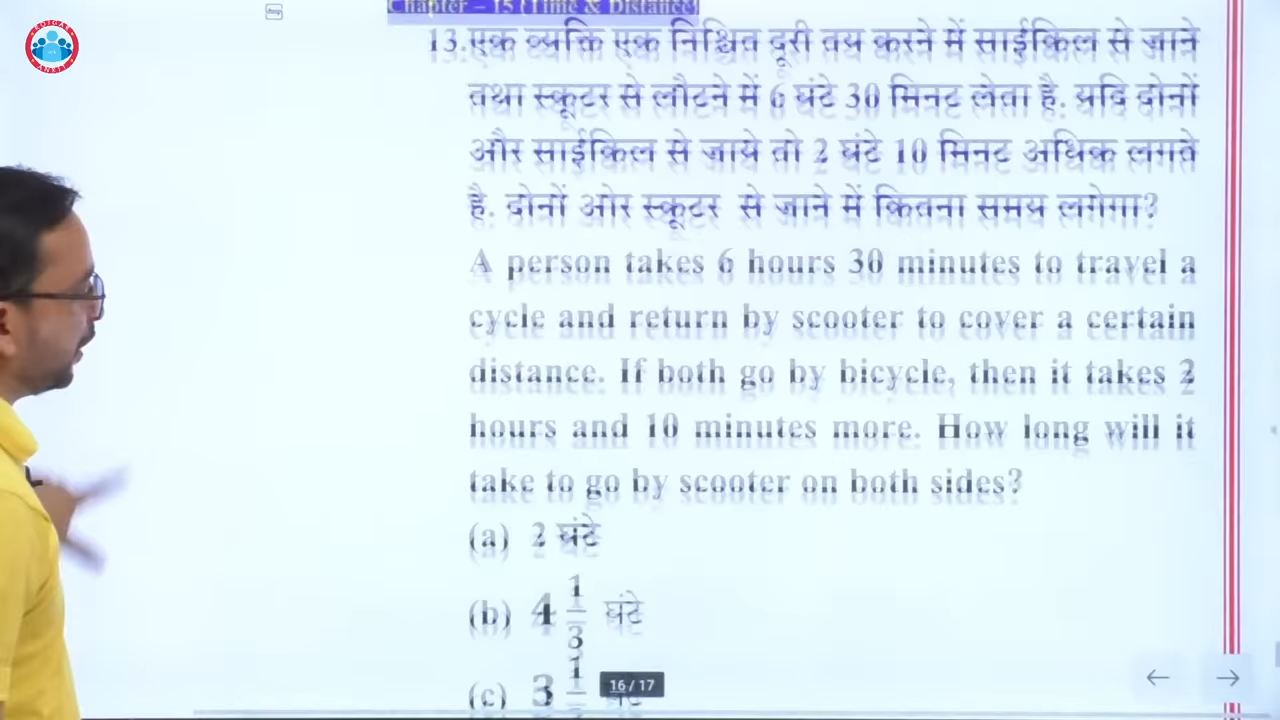 Chapter – 15 (Time & Distance)
13.एक व्यक्ति एक निश्चित दूरी तय करने में साईकिल से जाने
तथा स्कूटर से लौटने में 6 घंटे 30 मिनट लेता है. यदि दोनों
और साईकिल से जाये तो 2 घंटे 10 मिनट अधिक लगते
है. दोनों ओर स्कूटर से जाने में कितना समय लगेगा?
A person takes 6 hours 30 minutes to travel a
cycle and return by scooter to cover a certain
distance. If both go by bicycle, then it takes 2
hours and 10 minutes more. How long will it
take to go by scooter on both sides?
(a) 2 घंटे
(b) 4 1/3 घंटे
(c) 3 1
16 / 17